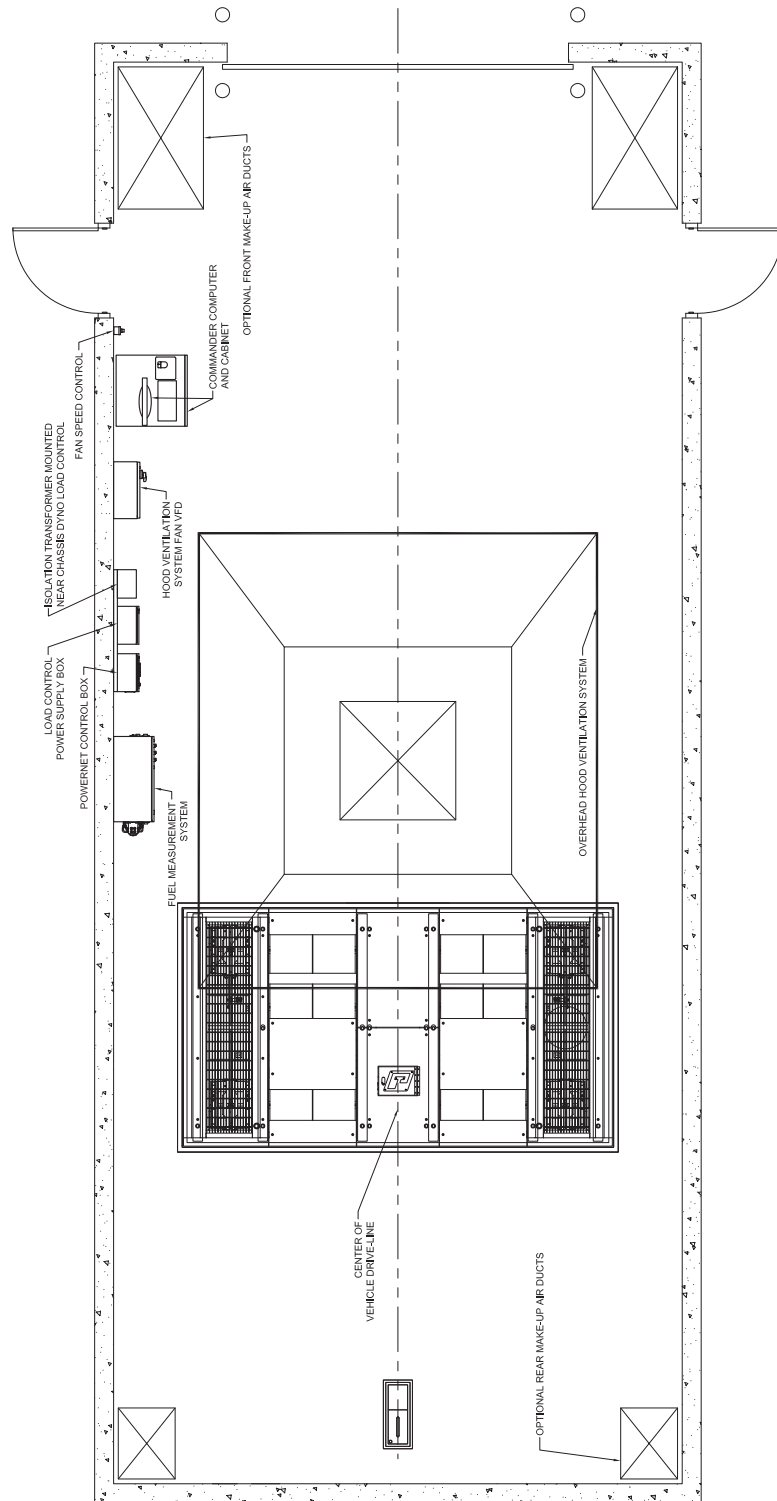 OPTIONAL FRONT MAKE-UP AIR DUCTS
COMMANDER COMPUTER
AND CABINET
FAN SPEED CONTROL
ISOLATION TRANSFORMER MOUNTED
NEAR CHASSIS DYNO LOAD CONTROL
HOOD VENTILATION
SYSTEM FAN VFD
LOAD CONTROL
POWER SUPPLY BOX
POWERNET CONTROL BOX
FUEL MEASUREMENT
SYSTEM
OVERHEAD HOOD VENTILATION SYSTEM
CENTER OF
VEHICLE DRIVE-LINE
OPTIONAL REAR MAKE-UP AIR DUCTS